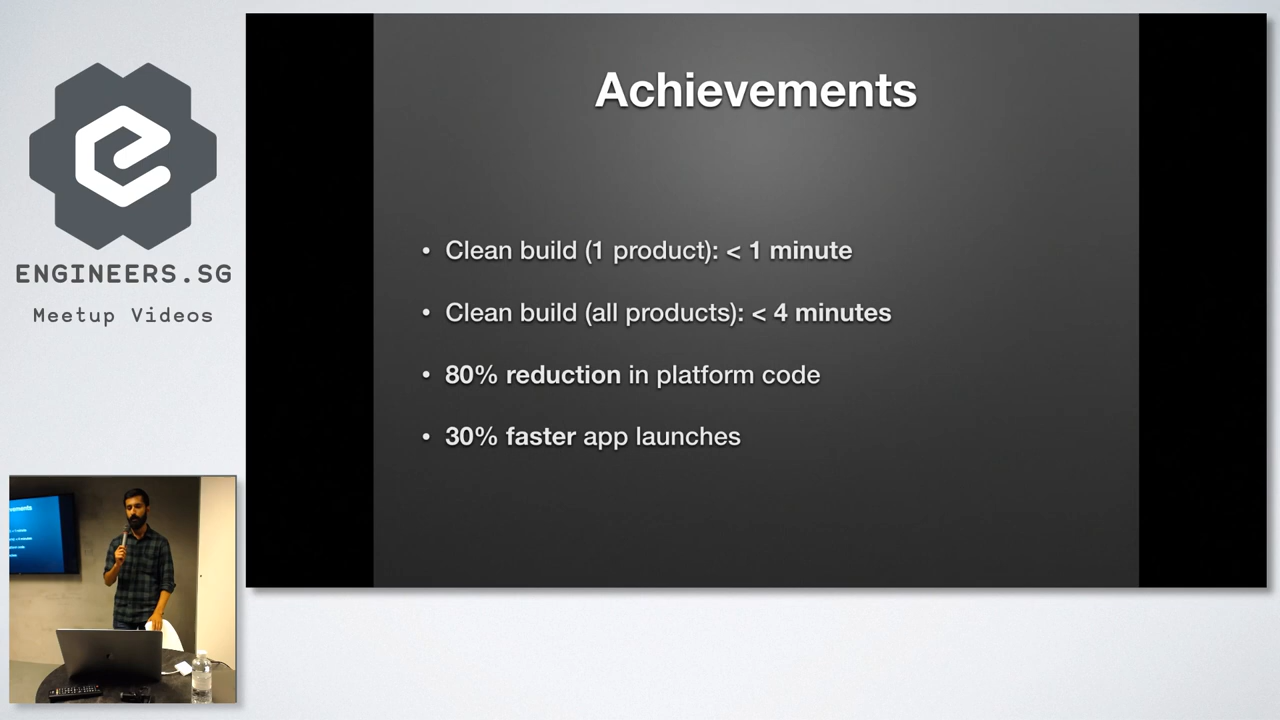 ENGINEERS.SG
Meetup Videos
Achievements
• Clean build (1 product): < 1 minute
• Clean build (all products): < 4 minutes
• 80% reduction in platform code
• 30% faster app launches